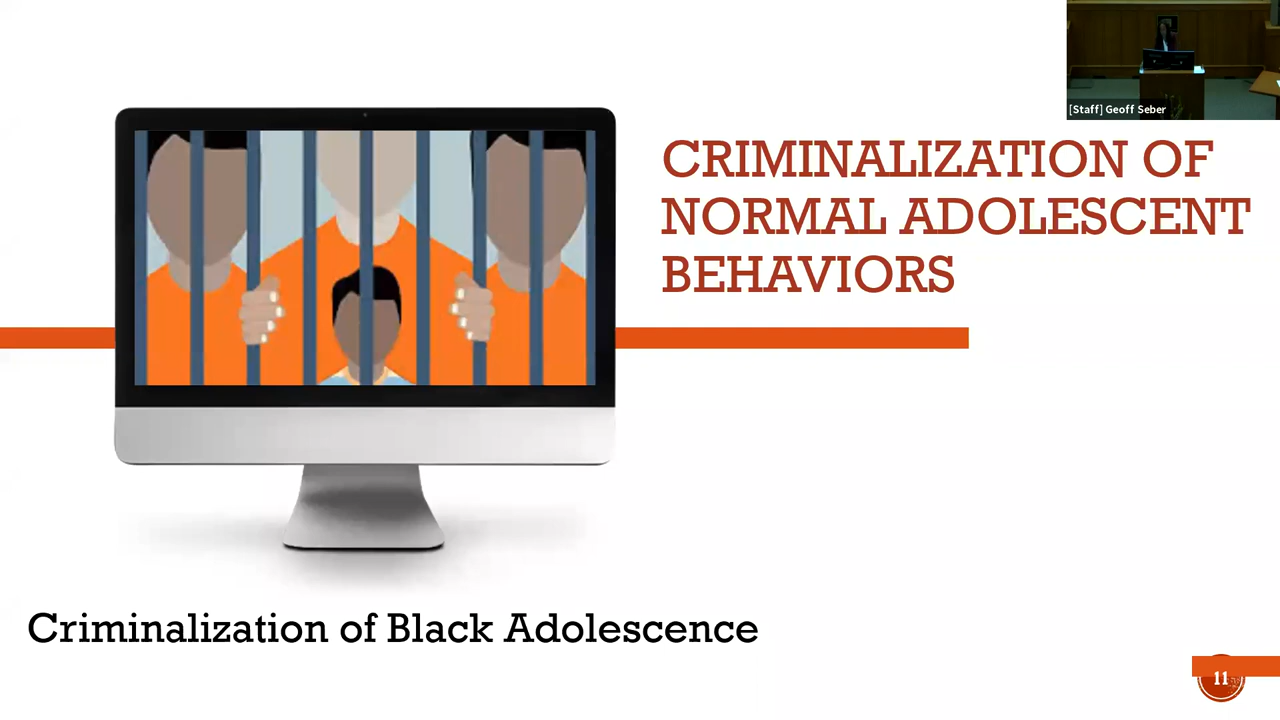 [Staff] Geoff Seber
CRIMINALIZATION OF
NORMAL ADOLESCENT
BEHAVIORS
Criminalization of Black Adolescence
11